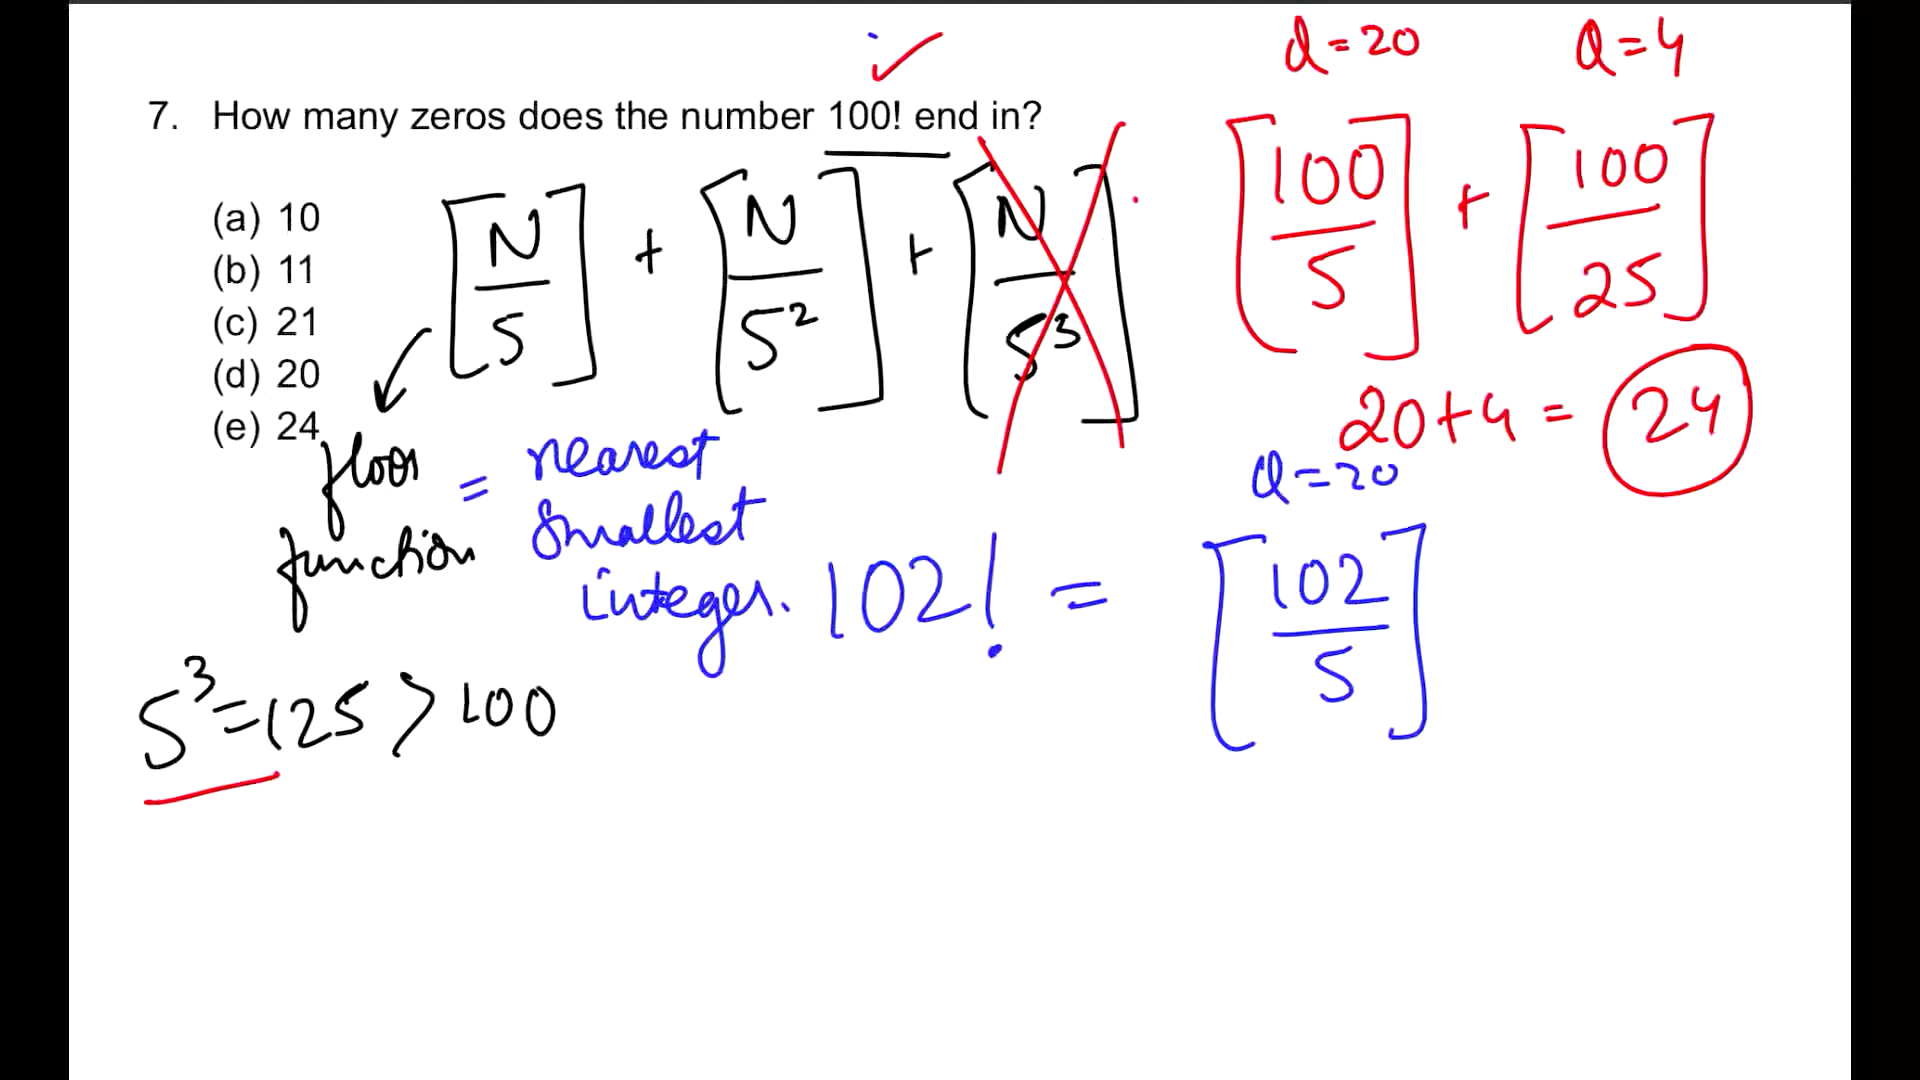 7. How many zeros does the number 100! end in?
(a) 10
(b) 11
(c) 21
(d) 20
(e) 24
[N/5] + [N/5²] + [N/5³]
floor function = nearest smallest integer.
5³=125 > 100
Q=20 Q=4
[100/5] + [100/25]
20+4 = 24
Q=20
102! = [102/5]